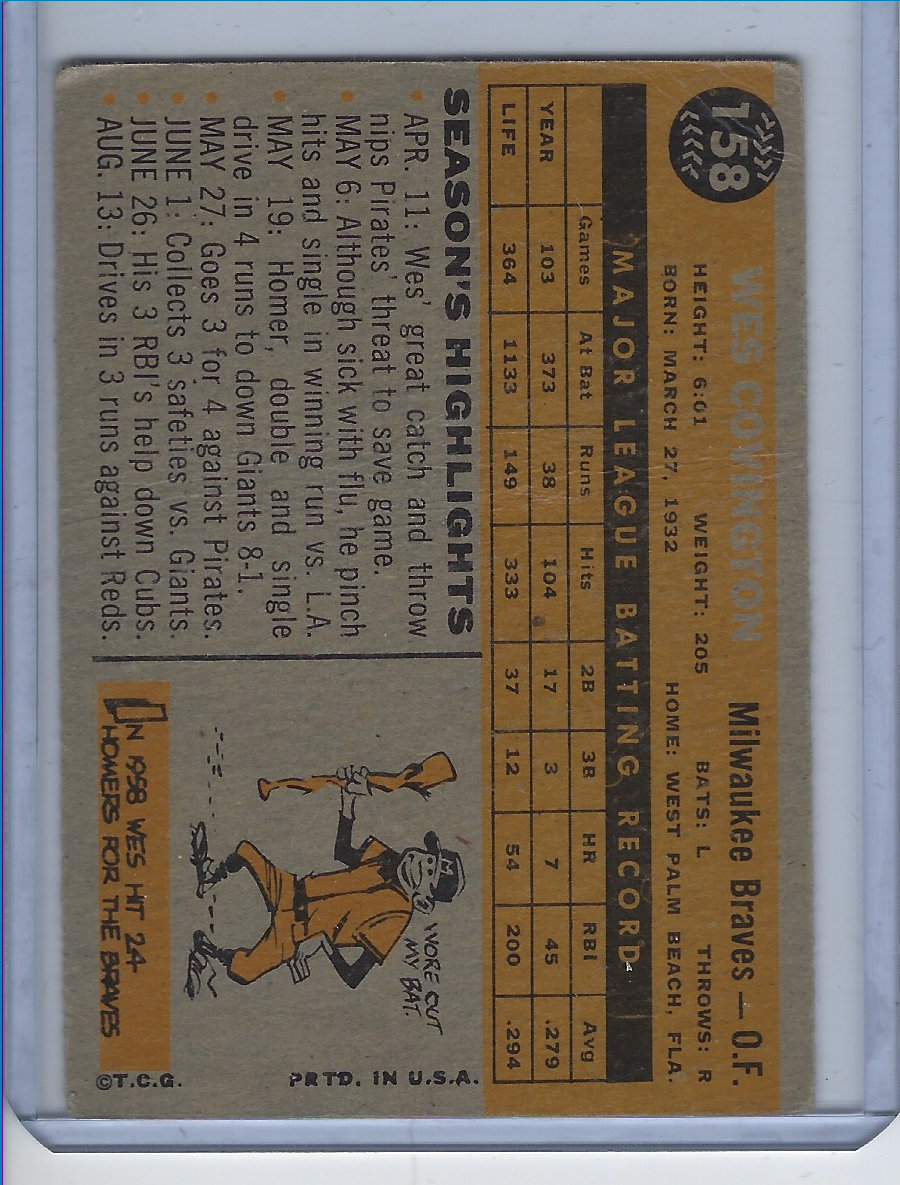 158
WES COVINGTON Milwaukee Braves — O.F.
HEIGHT: 6:01 WEIGHT: 205 BATS: L THROWS: R
BORN: MARCH 27, 1932 HOME: WEST PALM BEACH, FLA.
MAJOR LEAGUE BATTING RECORD
Games At Bat Runs Hits 2B 3B HR RBI Avg
YEAR 103 373 38 104 17 3 7 45 .279
LIFE 364 1133 149 333 37 12 54 200 .294
SEASON'S HIGHLIGHTS
• APR. 11: Wes' great catch and throw
nips Pirates' threat to save game.
• MAY 6: Although sick with flu, he pinch
hits and single in winning run vs. L.A.
• MAY 19: Homer, double and single
drive in 4 runs to down Giants 8-1.
• MAY 27: Goes 3 for 4 against Pirates.
• JUNE 1: Collects 3 safeties vs. Giants.
• JUNE 26: His 3 RBI's help down Cubs.
• AUG. 13: Drives in 3 runs against Reds.
WORE OUT
MY BAT.
M
IN 1958 WES HIT 24
HOMERS FOR THE BRAVES
©T.C.G. PRTD. IN U.S.A.